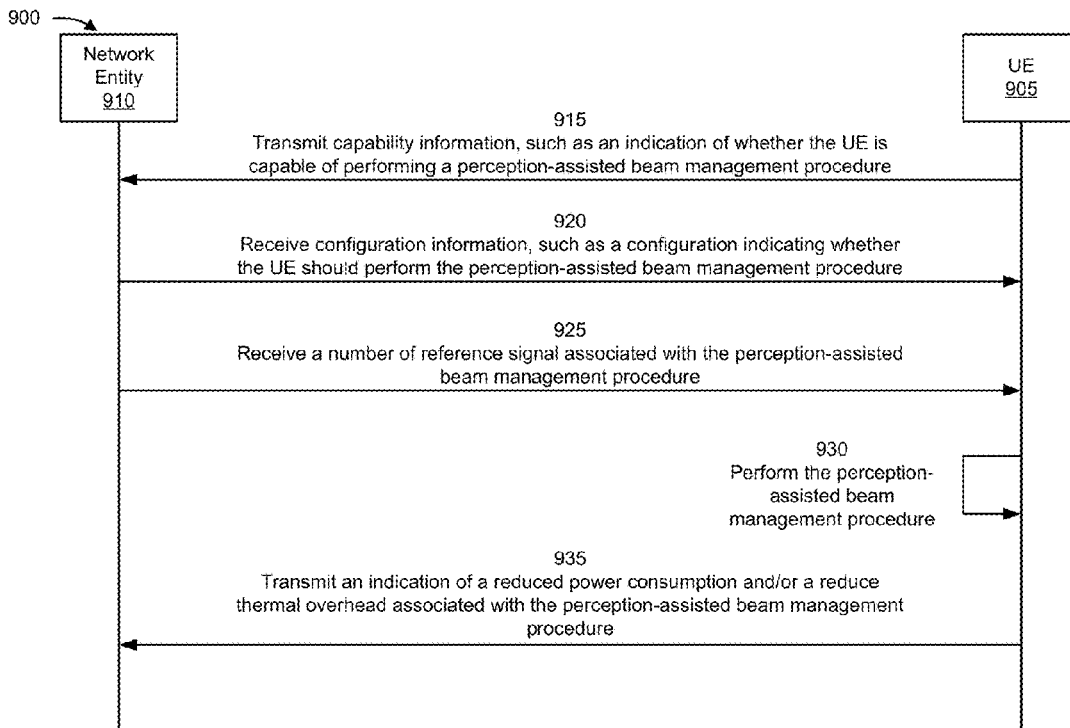 900
Network
Entity
910
UE
905
915
Transmit capability information, such as an indication of whether the UE is
capable of performing a perception-assisted beam management procedure
920
Receive configuration information, such as a configuration indicating whether
the UE should perform the perception-assisted beam management procedure
925
Receive a number of reference signal associated with the perception-assisted
beam management procedure
930
Perform the perception-
assisted beam
management procedure
935
Transmit an indication of a reduced power consumption and/or a reduce
thermal overhead associated with the perception-assisted beam management
procedure